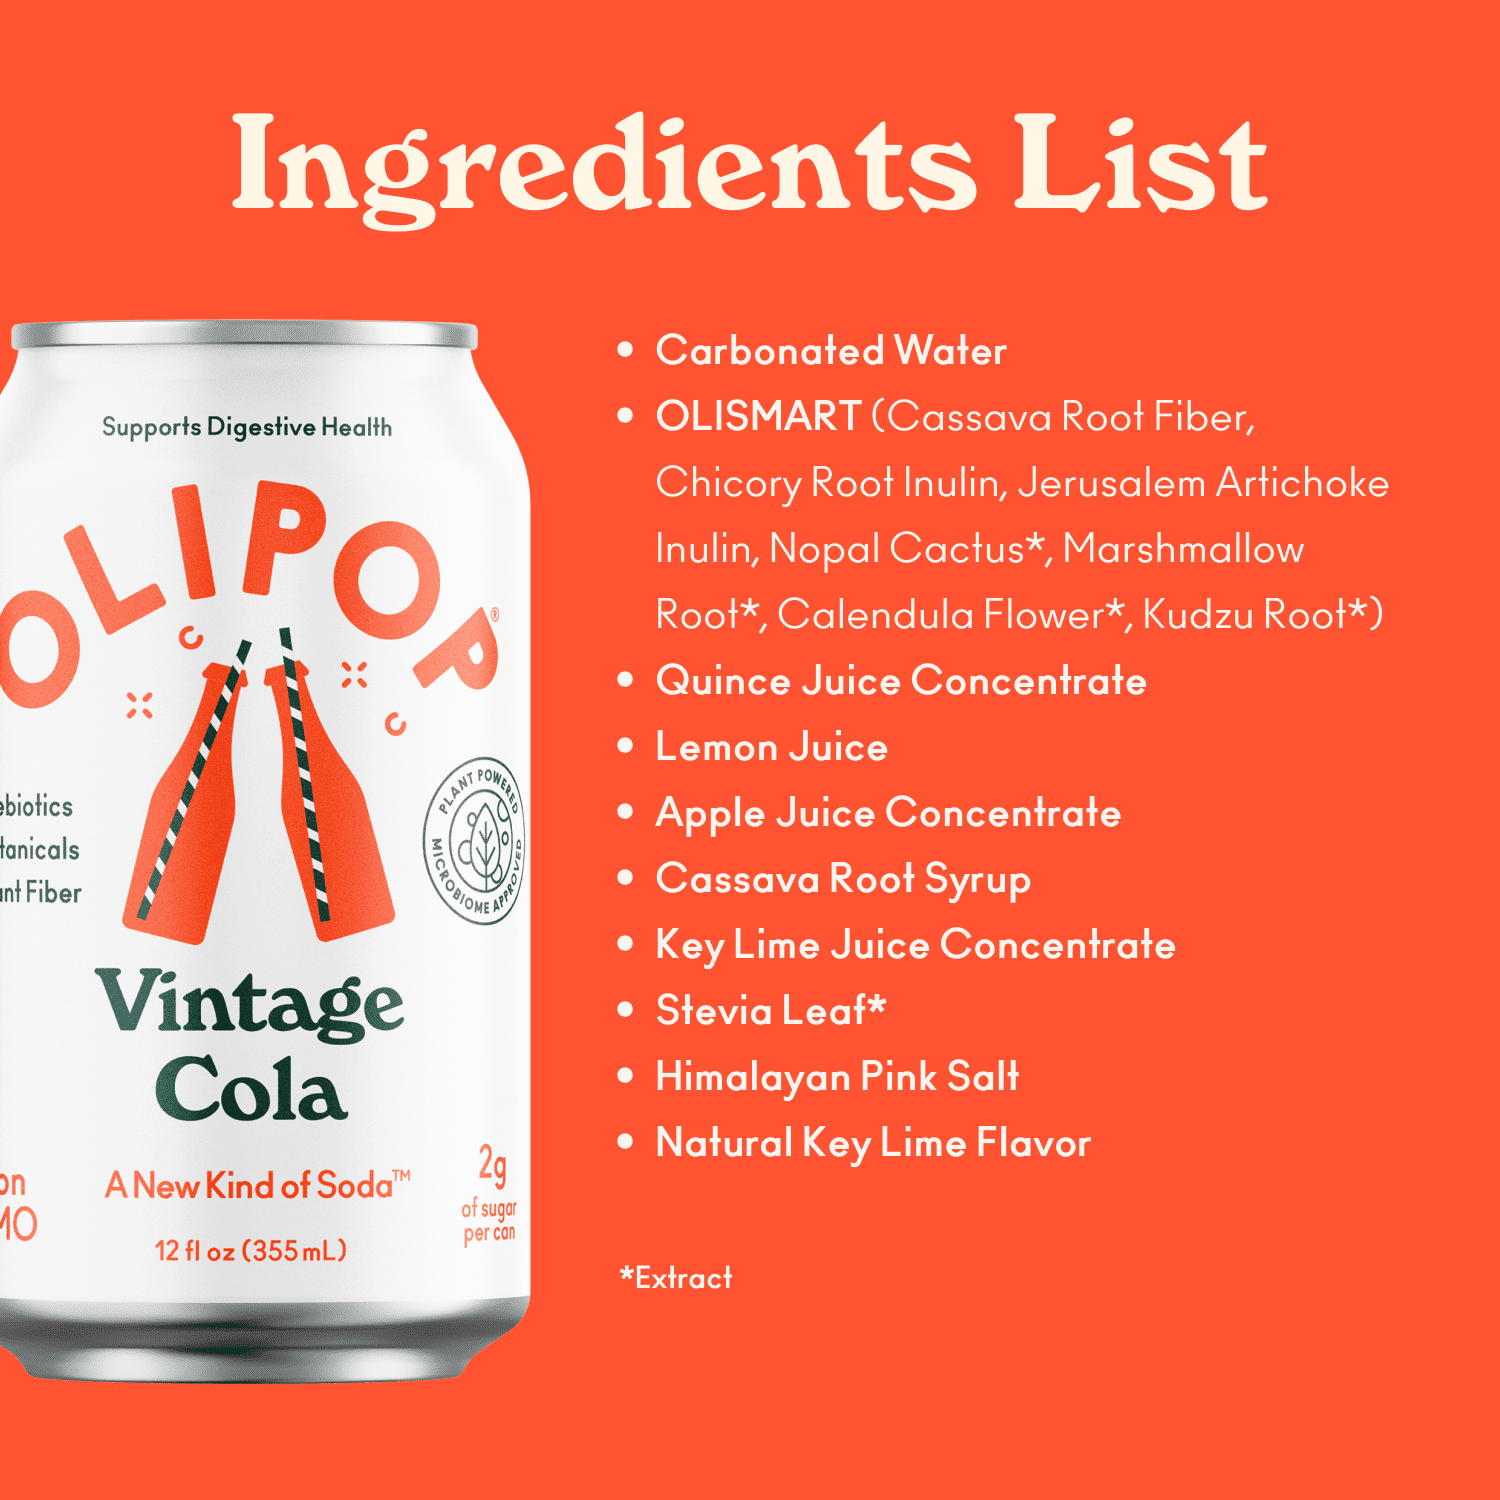 Ingredients List
Supports Digestive Health
OLIPOP®
PLANT POWERED
MICROBIOME APPROVED
ebiotics
tanicals
ant Fiber
Vintage
Cola
A New Kind of Soda™
12 fl oz (355 mL)
on
MO
2g
of sugar
per can
• Carbonated Water
• OLISMART (Cassava Root Fiber,
Chicory Root Inulin, Jerusalem Artichoke
Inulin, Nopal Cactus*, Marshmallow
Root*, Calendula Flower*, Kudzu Root*)
• Quince Juice Concentrate
• Lemon Juice
• Apple Juice Concentrate
• Cassava Root Syrup
• Key Lime Juice Concentrate
• Stevia Leaf*
• Himalayan Pink Salt
• Natural Key Lime Flavor
*Extract